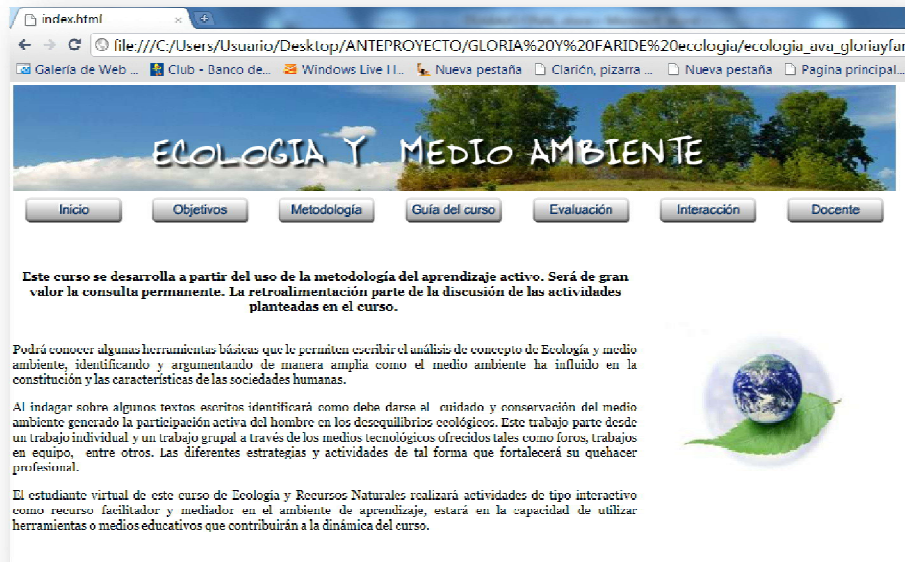 index.html
file:///C:/Users/Usuario/Desktop/ANTEPROYECTO/GLORIA%20Y%20FARIDE%20ecologia/ecologia_ava_gloriayfar
Galería de Web ... Club - Banco de... Windows Live H... Nueva pestaña Clarión, pizarra ... Nueva pestaña Pagina principal...
ECOLOGIA Y MEDIO AMBIENTE
Inicio Objetivos Metodología Guía del curso Evaluación Interacción Docente
Este curso se desarrolla a partir del uso de la metodología del aprendizaje activo. Será de gran
valor la consulta permanente. La retroalimentación parte de la discusión de las actividades
planteadas en el curso.
Podrá conocer algunas herramientas básicas que le permiten escribir el análisis de concepto de Ecología y medio
ambiente, identificando y argumentando de manera amplia como el medio ambiente ha influido en la
constitución y las características de las sociedades humanas.
Al indagar sobre algunos textos escritos identificará como debe darse el cuidado y conservación del medio
ambiente generado la participación activa del hombre en los desequilibrios ecológicos. Este trabajo parte desde
un trabajo individual y un trabajo grupal a través de los medios tecnológicos ofrecidos tales como foros, trabajos
en equipo, entre otros. Las diferentes estrategias y actividades de tal forma que fortalecerá su quehacer
profesional.
El estudiante virtual de este curso de Ecología y Recursos Naturales realizará actividades de tipo interactivo
como recurso facilitador y mediador en el ambiente de aprendizaje, estará en la capacidad de utilizar
herramientas o medios educativos que contribuirán a la dinámica del curso.